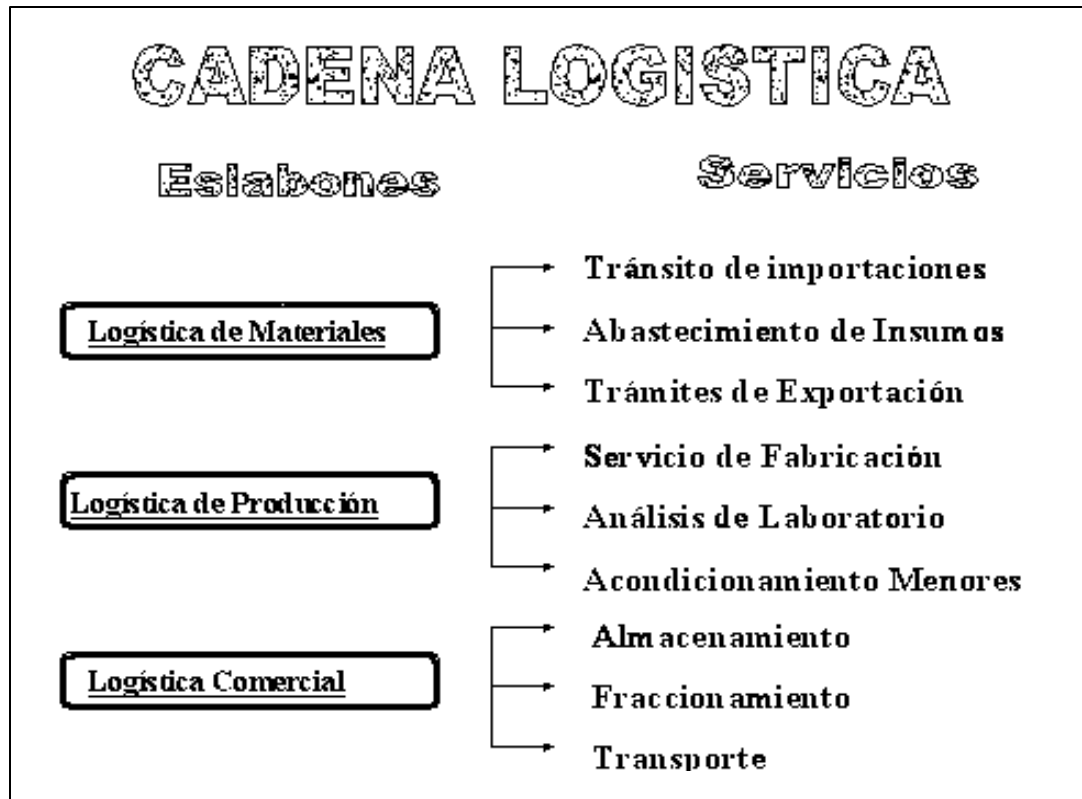 CADENA LOGISTICA
Eslabones
Servicios
Logística de Materiales
Tránsito de importaciones
Abastecimiento de Insumos
Trámites de Exportación
Logística de Producción
Servicio de Fabricación
Análisis de Laboratorio
Acondicionamiento Menores
Logística Comercial
Almacenamiento
Fraccionamiento
Transporte